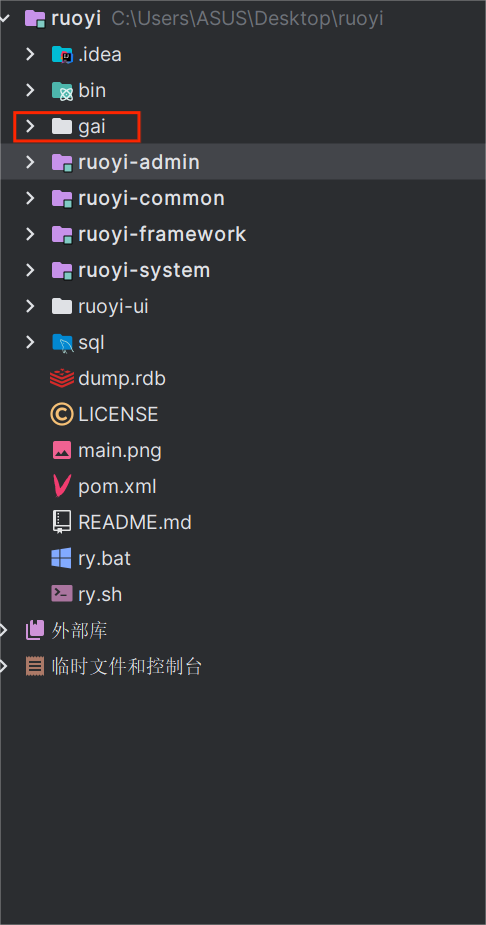 ruoyi C:\Users\ASUS\Desktop\ruoyi
.idea
bin
gai
ruoyi-admin
ruoyi-common
ruoyi-framework
ruoyi-system
ruoyi-ui
sql
dump.rdb
LICENSE
main.png
pom.xml
README.md
ry.bat
ry.sh
外部库
临时文件和控制台